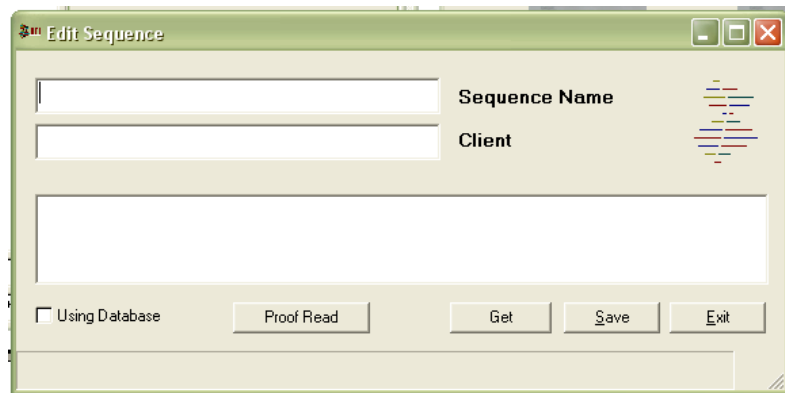 Edit Sequence
Sequence Name
Client
Using Database
Proof Read
Get
Save
Exit